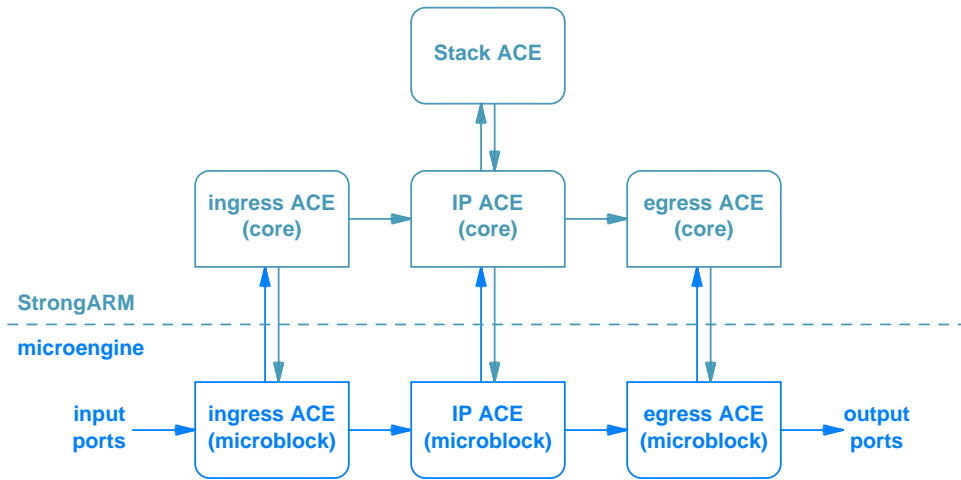 Stack ACE
ingress ACE
(core)
IP ACE
(core)
egress ACE
(core)
StrongARM
microengine
input
ports
ingress ACE
(microblock)
IP ACE
(microblock)
egress ACE
(microblock)
output
ports